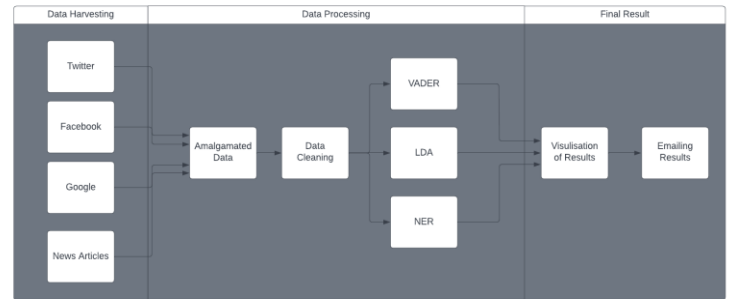 Data Harvesting
Data Processing
Final Result
Twitter
Facebook
Google
News Articles
Amalgamated
Data
Data
Cleaning
VADER
LDA
NER
Visulisation
of Results
Emailing
Results